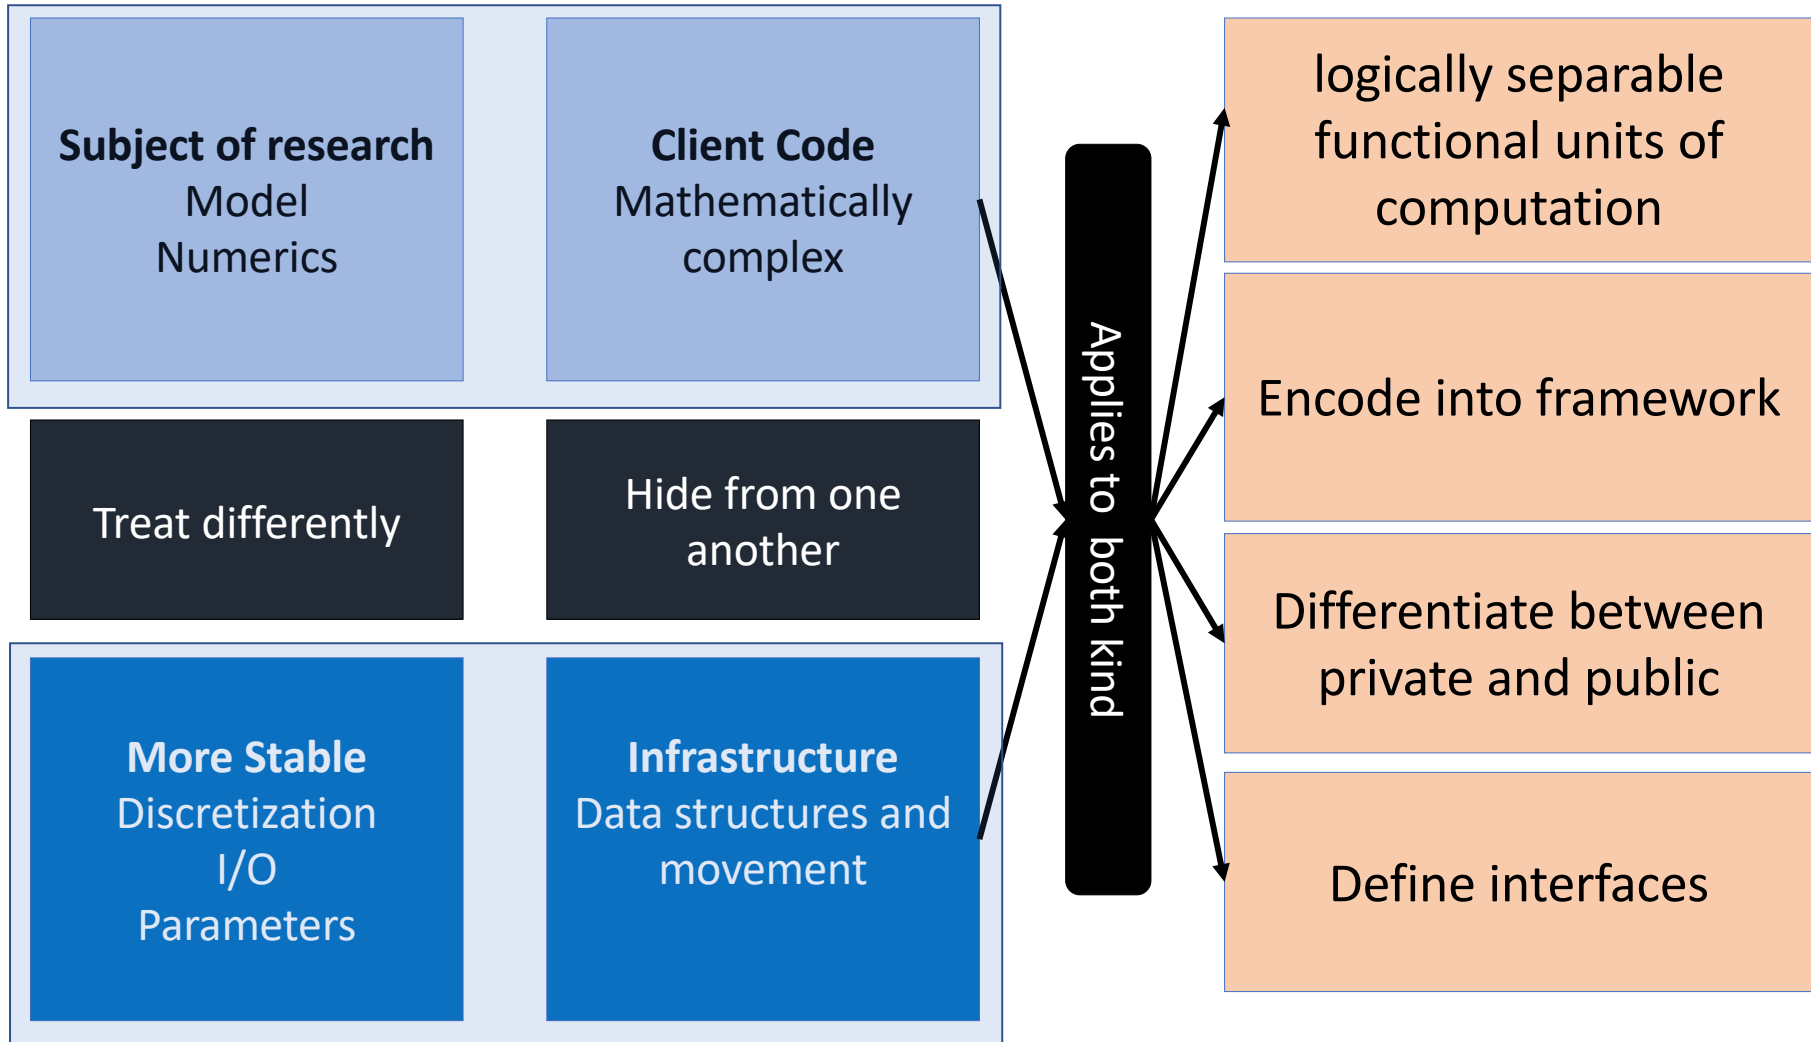 Subject of research
Model
Numerics
Client Code
Mathematically
complex
Treat differently
Hide from one
another
More Stable
Discretization
I/O
Parameters
Infrastructure
Data structures and
movement
Applies to both kind
logically separable
functional units of
computation
Encode into framework
Differentiate between
private and public
Define interfaces